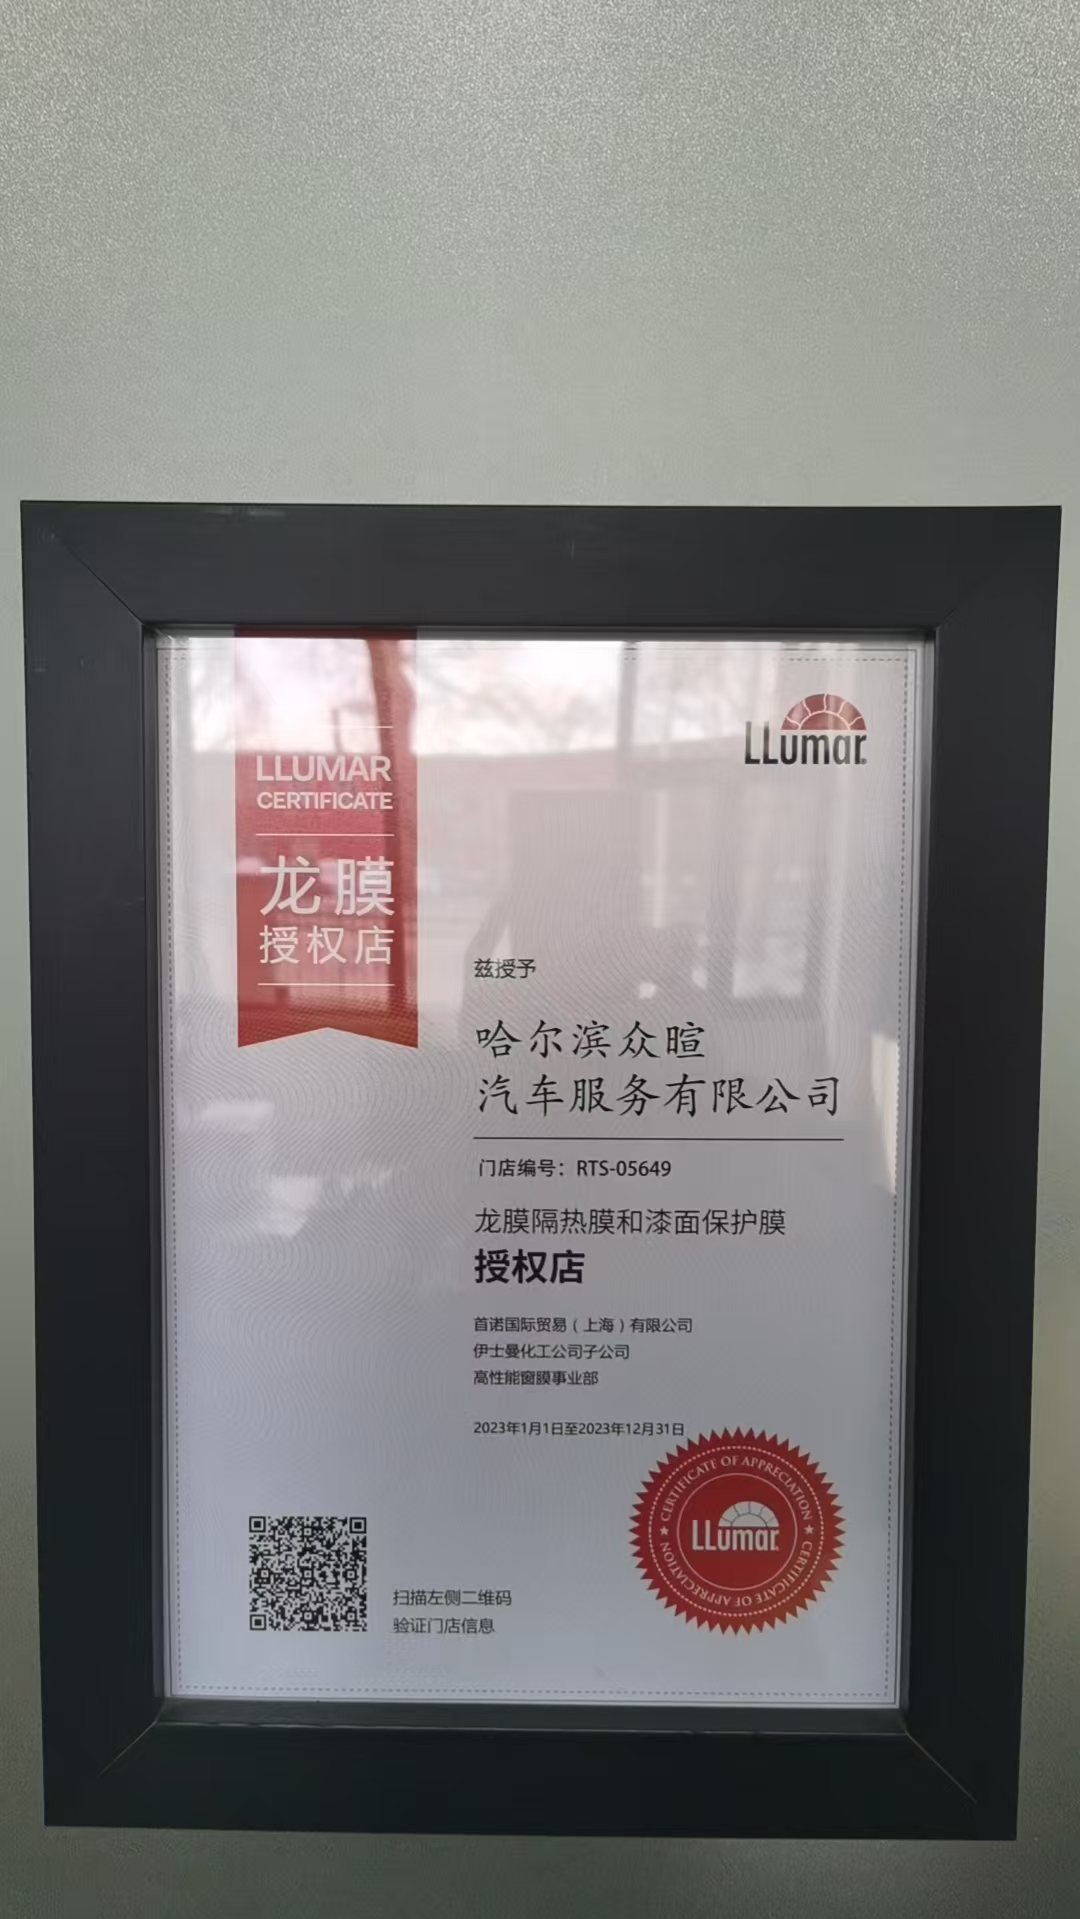 LLumar
LLUMAR
CERTIFICATE
龙膜
授权店
兹授予
哈尔滨众暄
汽车服务有限公司
门店编号：RTS-05649
龙膜隔热膜和漆面保护膜
授权店
首诺国际贸易（上海）有限公司
伊士曼化工公司子公司
高性能窗膜事业部
2023年1月1日至2023年12月31日
CERTIFICATE OF APPRECIATION
LLumar
CERTIFICATE OF APPRECIATION
扫描左侧二维码
验证门店信息